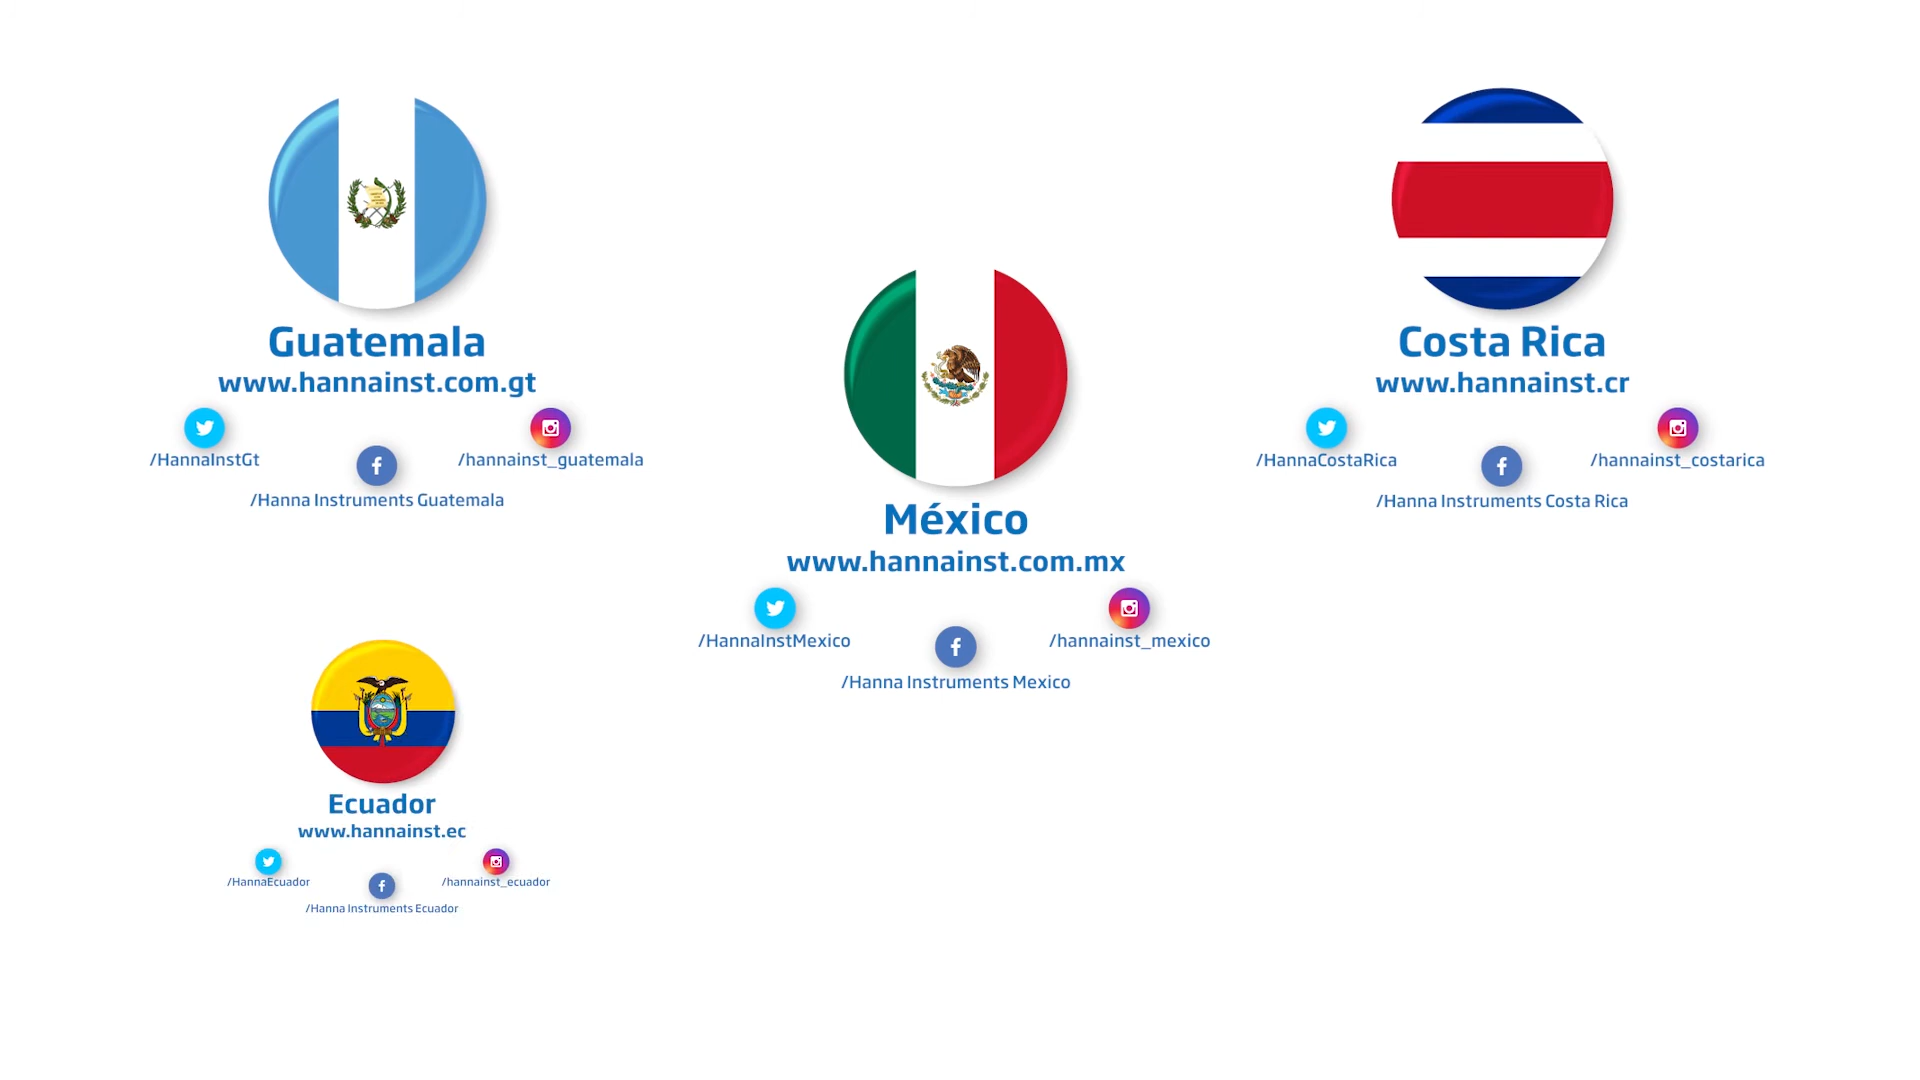 Guatemala
www.hannainst.com.gt
/HannaInstGt
/hannainst_guatemala
/Hanna Instruments Guatemala
México
www.hannainst.com.mx
/HannaInstMexico
/hannainst_mexico
/Hanna Instruments Mexico
Costa Rica
www.hannainst.cr
/HannaCostaRica
/hannainst_costarica
/Hanna Instruments Costa Rica
Ecuador
www.hannainst.ec
/HannaEcuador
/hannainst_ecuador
/Hanna Instruments Ecuador